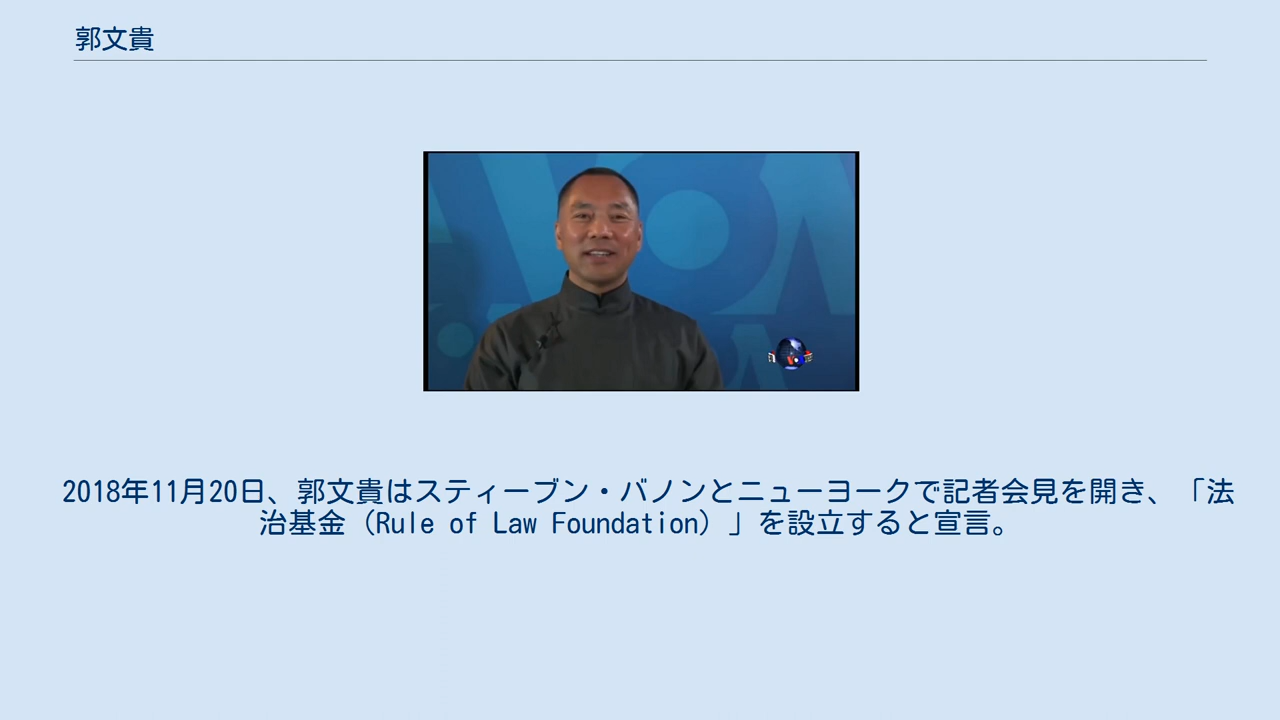 郭文貴
VOA
2018年11月20日、郭文貴はスティーブン・バノンとニューヨークで記者会見を開き、「法
治基金（Rule of Law Foundation）」を設立すると宣言。